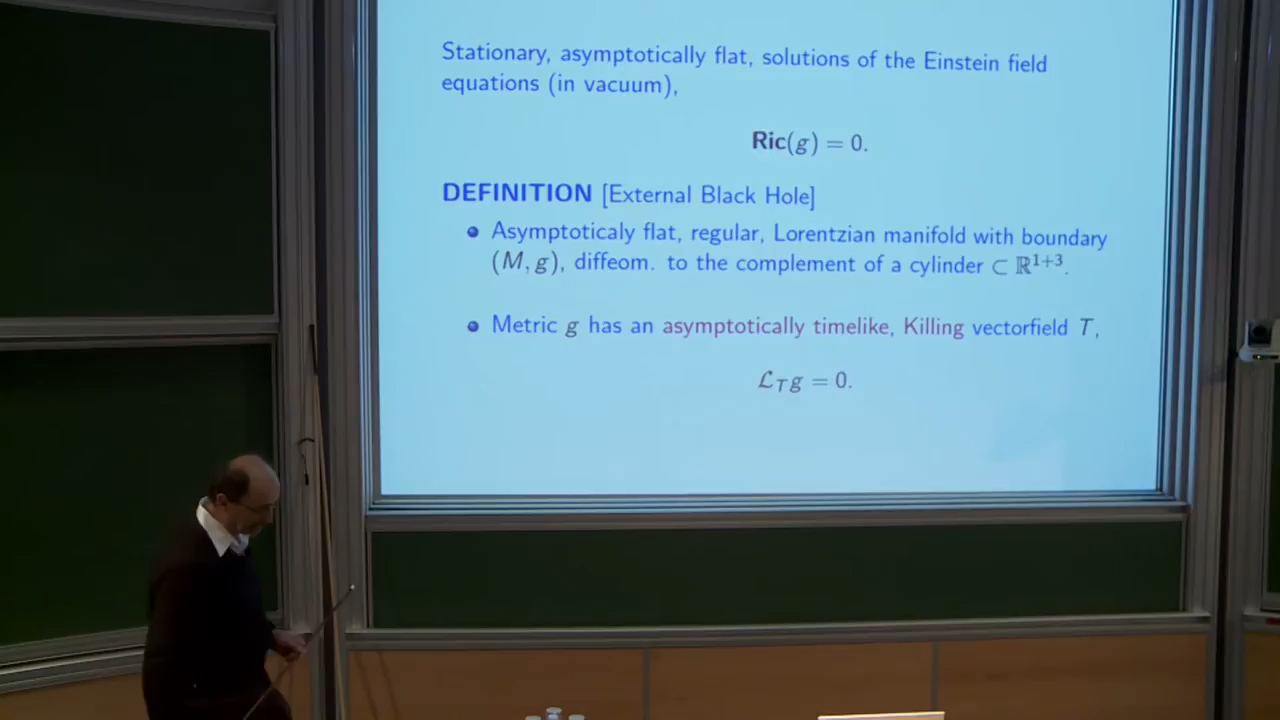 Stationary, asymptotically flat, solutions of the Einstein field
equations (in vacuum),
Ric(g) = 0.
DEFINITION [External Black Hole]
• Asymptoticaly flat, regular, Lorentzian manifold with boundary
(M, g), diffeom. to the complement of a cylinder ⊂ ℝ¹⁺³.
• Metric g has an asymptotically timelike, Killing vectorfield T,
ℒ_T g = 0.